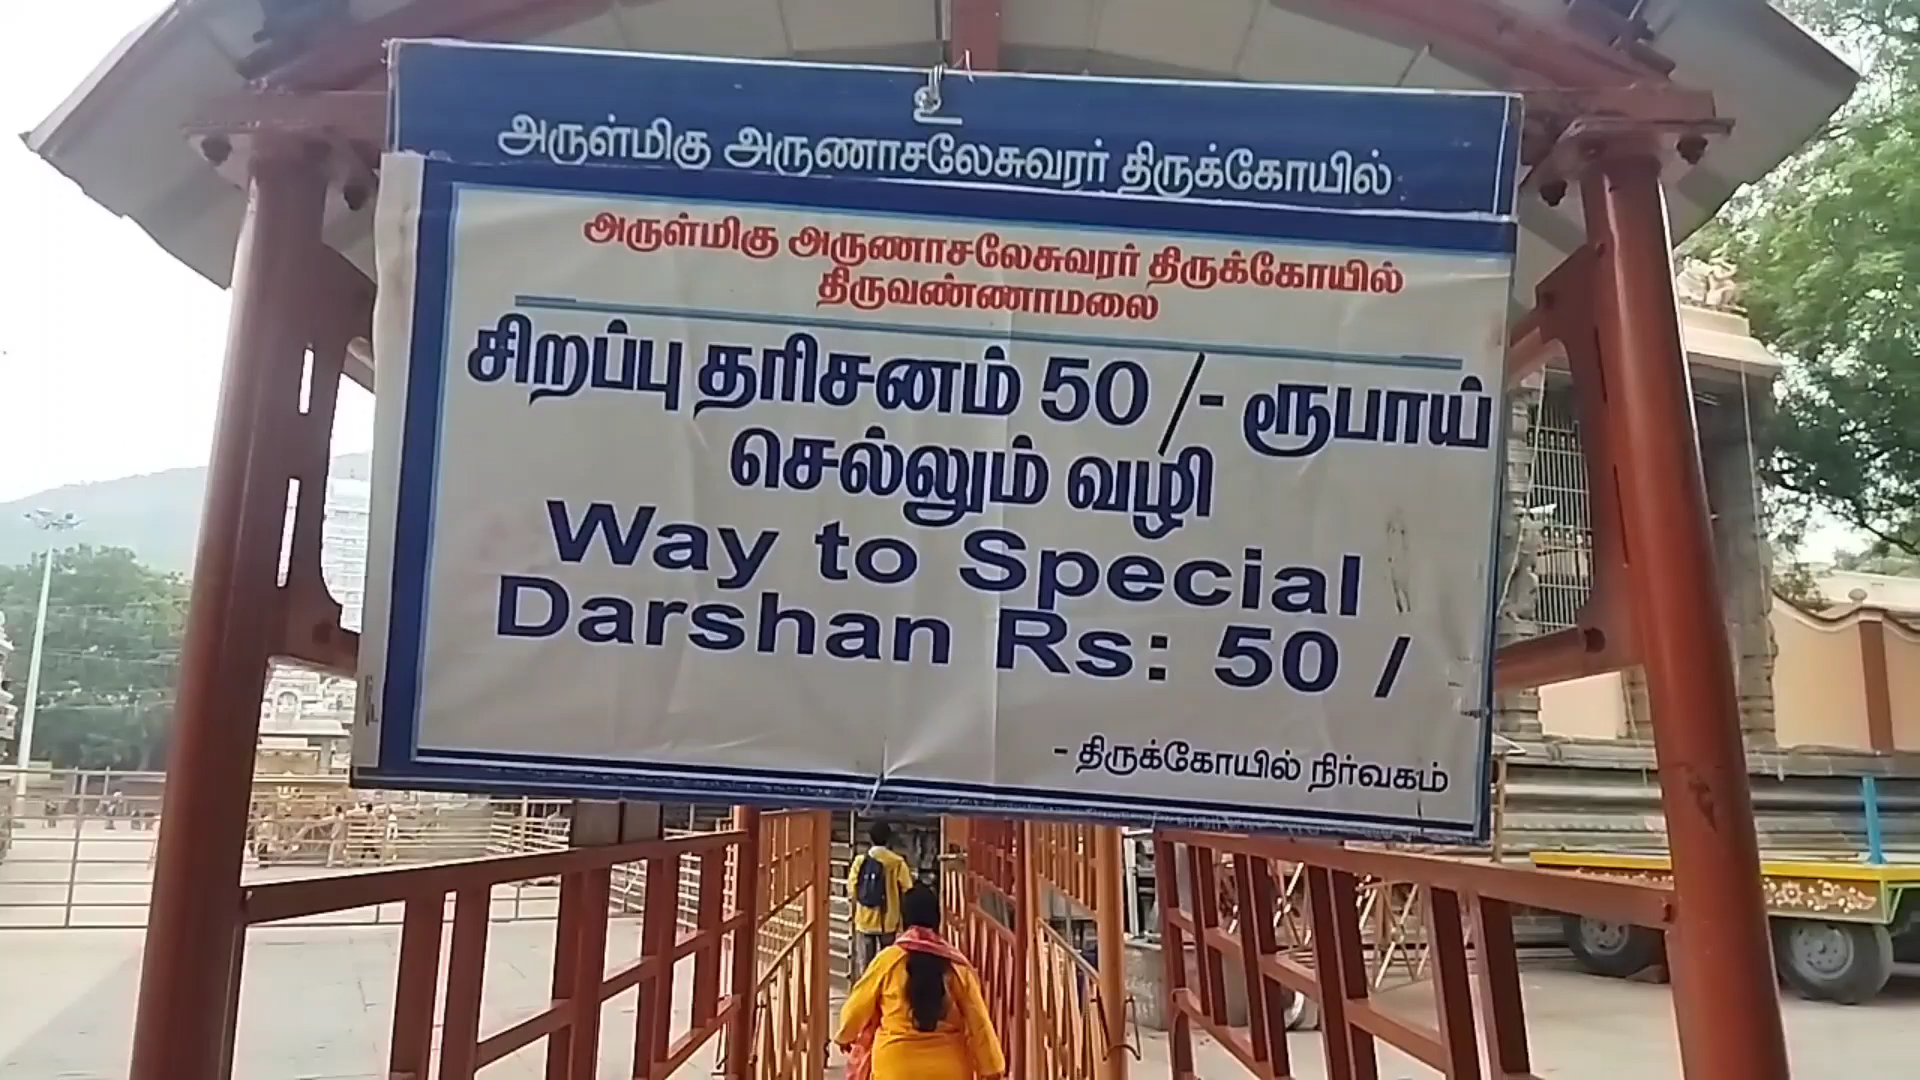 உ
அருள்மிகு அருணாசலேசுவரர் திருக்கோயில்
அருள்மிகு அருணாசலேசுவரர் திருக்கோயில்
திருவண்ணாமலை
சிறப்பு தரிசனம் 50 /- ரூபாய்
செல்லும் வழி
Way to Special
Darshan Rs: 50 /
- திருக்கோயில் நிர்வகம்